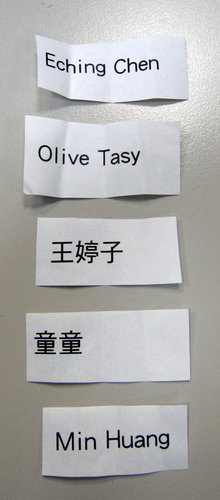 Eching Chen
Olive Tasy
王婷子
童童
Min Huang